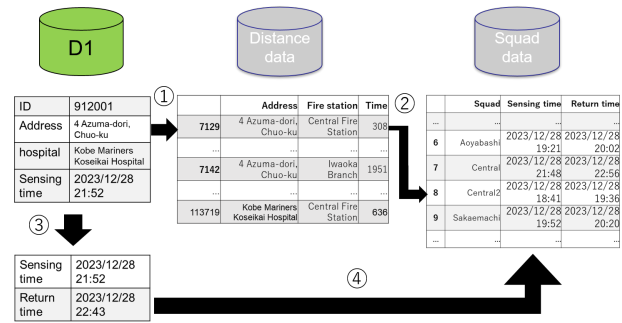 D1
Distance
data
Squad
data
①
②
ID 912001
Address 4 Azuma-dori,
Chuo-ku
hospital Kobe Mariners
Koseikai Hospital
Sensing
time 2023/12/28
21:52
Address Fire station Time
7129 4 Azuma-dori,
Chuo-ku Central Fire
Station 308
... ... ...
7142 4 Azuma-dori,
Chuo-ku Iwaoka
Branch 1951
... ... ...
113719 Kobe Mariners
Koseikai Hospital Central Fire
Station 636
Squad Sensing time Return time
... ... ...
6 Aoyabashi 2023/12/28
19:21 2023/12/28
20:02
7 Central 2023/12/28
21:48 2023/12/28
22:56
8 Central2 2023/12/28
18:41 2023/12/28
19:36
9 Sakaemachi 2023/12/28
19:52 2023/12/28
20:20
... ... ...
③
④
Sensing
time 2023/12/28
21:52
Return
time 2023/12/28
22:43